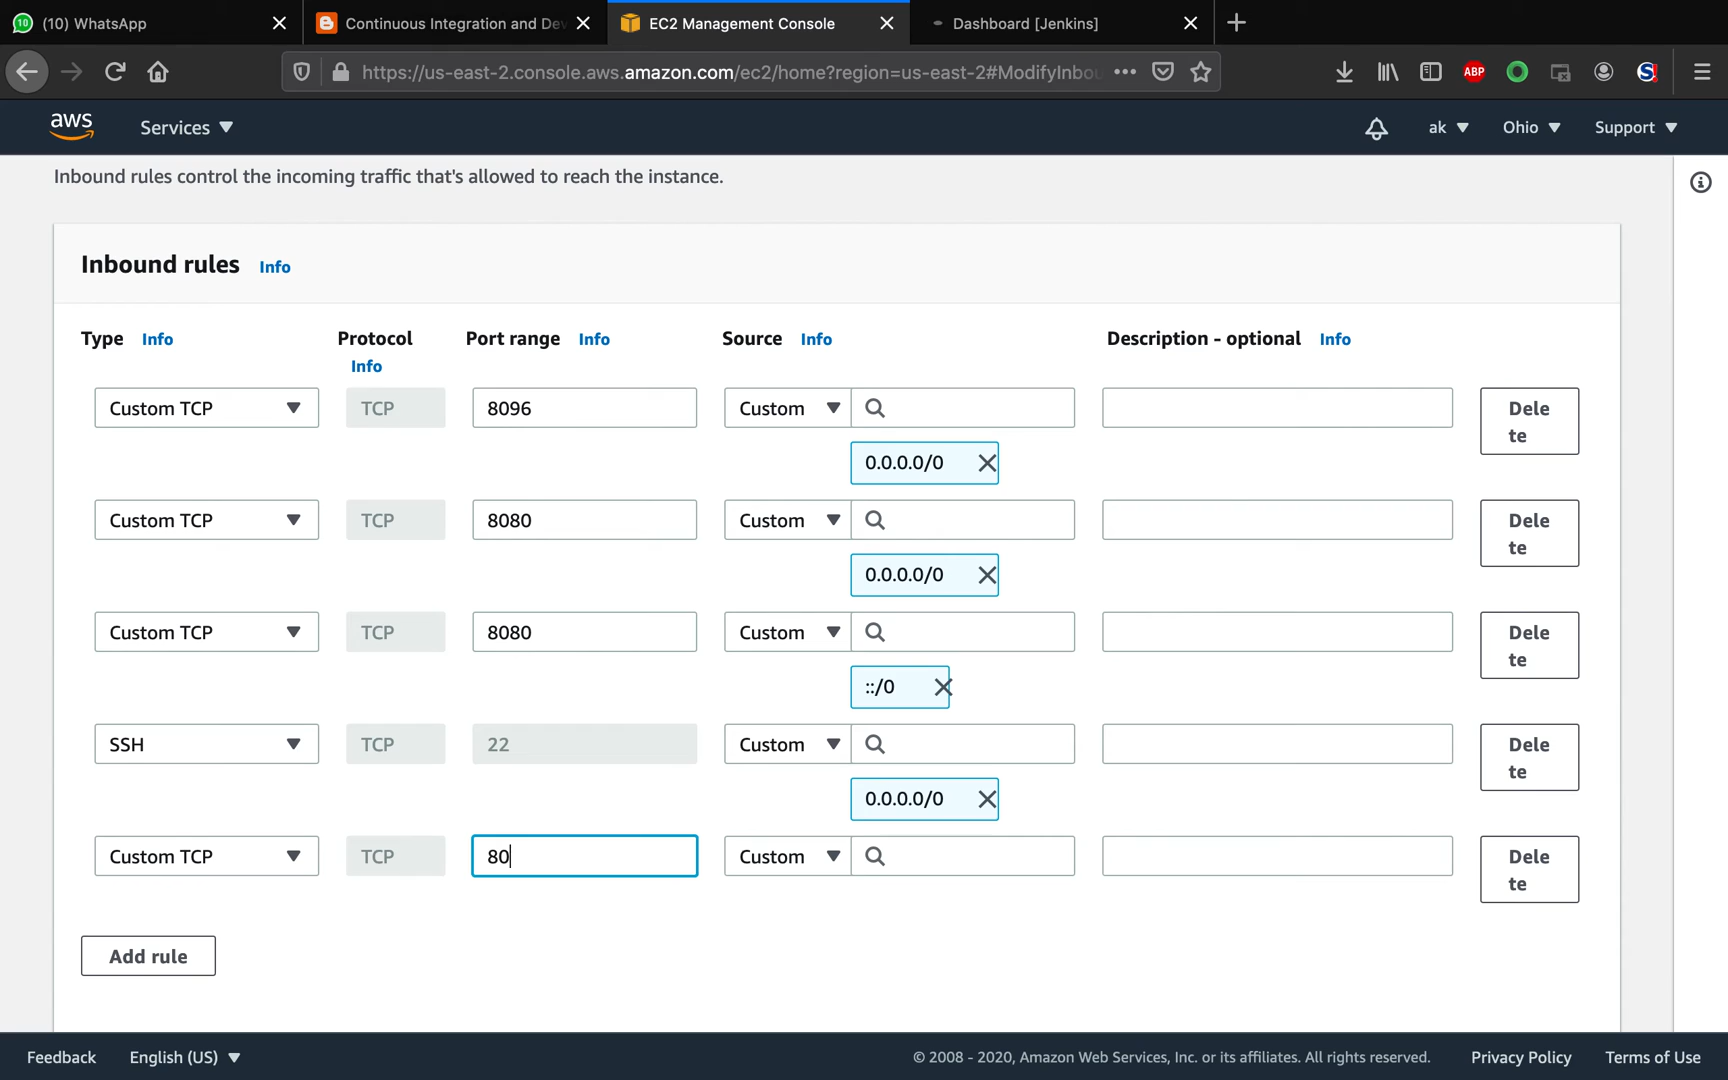 (10) WhatsApp
Continuous Integration and Dev
EC2 Management Console
Dashboard [Jenkins]
https://us-east-2.console.aws.amazon.com/ec2/home?region=us-east-2#ModifyInbou
ABP
aws
Services
ak
Ohio
Support
Inbound rules control the incoming traffic that's allowed to reach the instance.
Inbound rules Info
Type Info
Protocol Info
Port range Info
Source Info
Description - optional Info
Custom TCP TCP 8096 Custom Dele
te
0.0.0.0/0
Custom TCP TCP 8080 Custom Dele
te
0.0.0.0/0
Custom TCP TCP 8080 Custom Dele
te
::/0
SSH TCP 22 Custom Dele
te
0.0.0.0/0
Custom TCP TCP 80 Custom Dele
te
Add rule
Feedback English (US) © 2008 - 2020, Amazon Web Services, Inc. or its affiliates. All rights reserved. Privacy Policy Terms of Use